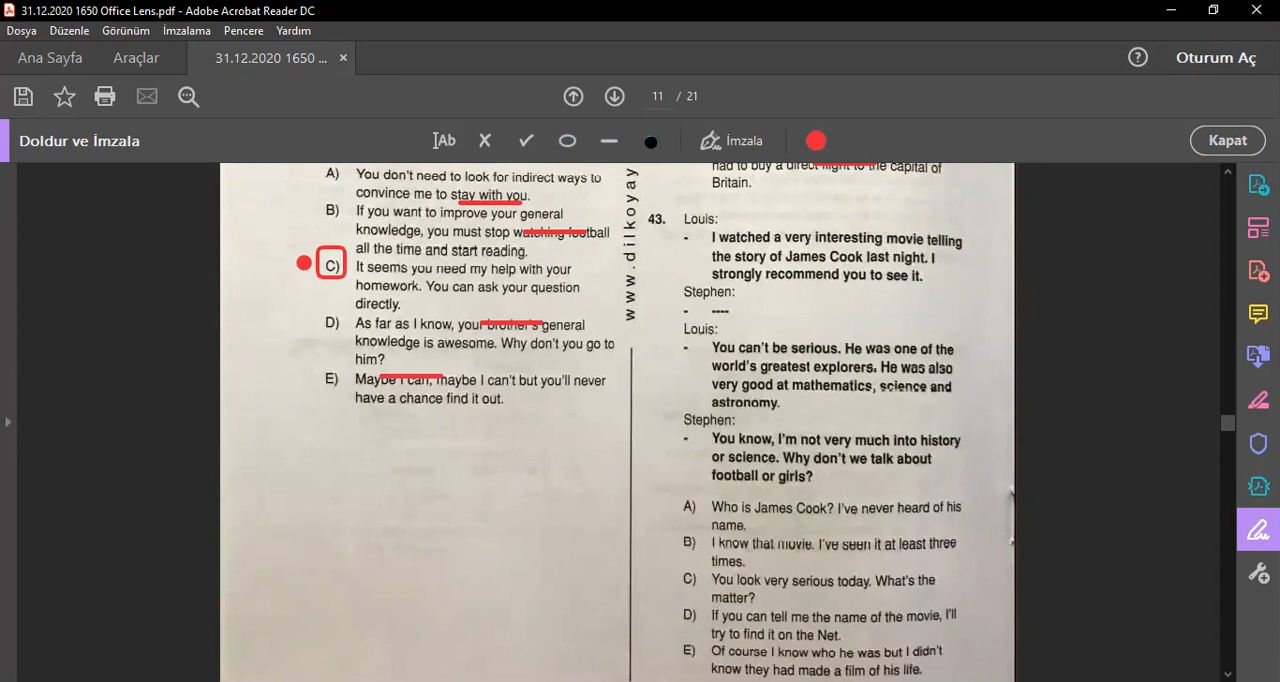 31.12.2020 1650 Office Lens.pdf - Adobe Acrobat Reader DC
Dosya Düzenle Görünüm İmzalama Pencere Yardım
Ana Sayfa Araçlar 31.12.2020 1650 ... × Oturum Aç
11 / 21
Doldur ve İmzala Ab İmzala Kapat
A) You don't need to look for indirect ways to
convince me to stay with you.
B) If you want to improve your general
knowledge, you must stop watching football
all the time and start reading.
C) It seems you need my help with your
homework. You can ask your question
directly.
D) As far as I know, your brother's general
knowledge is awesome. Why don't you go to
him?
E) Maybe I can, maybe I can't but you'll never
have a chance find it out.
www.dilkoyay
had to buy a direct flight to the capital of
Britain.
43. Louis:
- I watched a very interesting movie telling
the story of James Cook last night. I
strongly recommend you to see it.
Stephen:
- ----
Louis:
- You can't be serious. He was one of the
world's greatest explorers. He was also
very good at mathematics, science and
astronomy.
Stephen:
- You know, I'm not very much into history
or science. Why don't we talk about
football or girls?
A) Who is James Cook? I've never heard of his
name.
B) I know that movie. I've seen it at least three
times.
C) You look very serious today. What's the
matter?
D) If you can tell me the name of the movie, I'll
try to find it on the Net.
E) Of course I know who he was but I didn't
know they had made a film of his life.